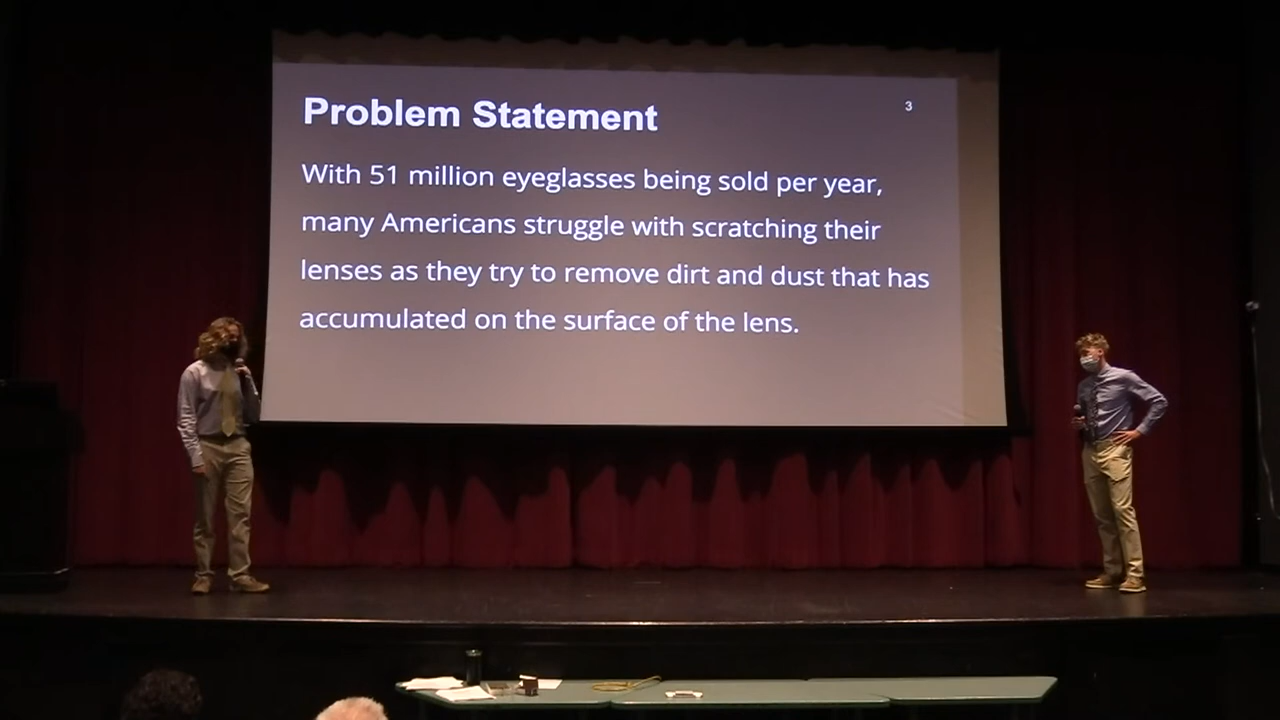 Problem Statement
3
With 51 million eyeglasses being sold per year,
many Americans struggle with scratching their
lenses as they try to remove dirt and dust that has
accumulated on the surface of the lens.